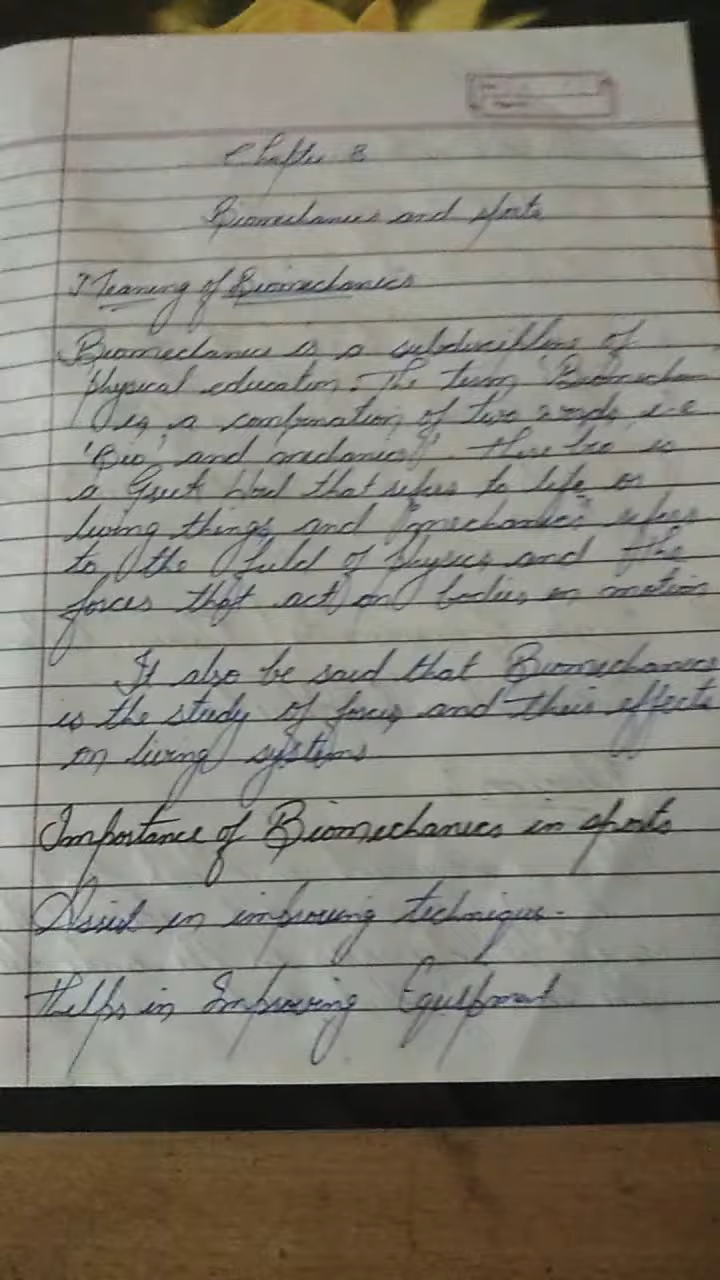 Chapter 8
Biomechanics and sports
Meaning of Biomechanics
Biomechanics is a subdiscipline of
physical education. The term 'Biomechan
is a combination of two words, i.e
'Bio' and mechanics'. Here bio is
a Greek word that refers to life or
living things and "mechanics" refers
to the field of physics and the
forces that act on bodies in motion
It also be said that Biomechanics
is the study of forces and their effects
on living systems
Importance of Biomechanics in sports
Assist in improving technique.
Helps in Improving Equipment